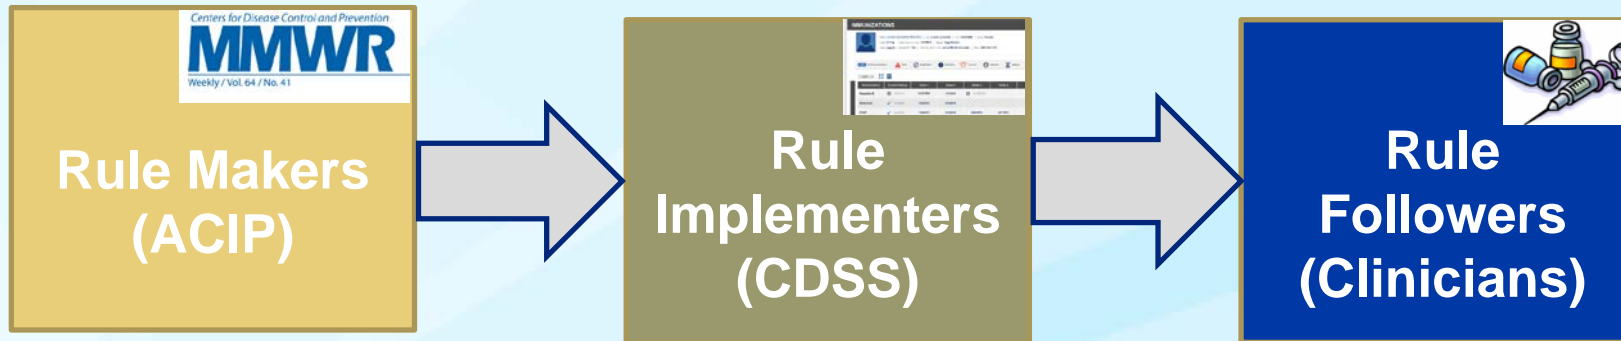 Centers for Disease Control and Prevention
MMWR
Weekly / Vol. 64 / No. 41
Rule Makers
(ACIP)
IMMUNIZATIONS
Rule
Implementers
(CDSS)
Rule
Followers
(Clinicians)